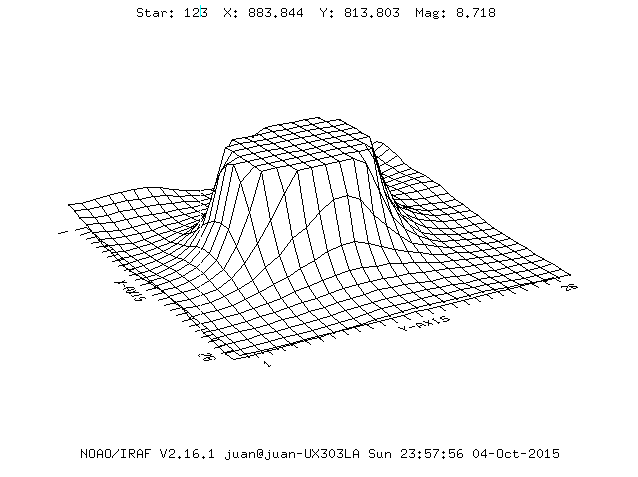 Star: 123 X: 883.844 Y: 813.803 Mag: 8.718
1
X-AXIS
26
1
Y-AXIS
26
NOAO/IRAF V2.16.1 juan@juan-UX303LA Sun 23:57:56 04-Oct-2015